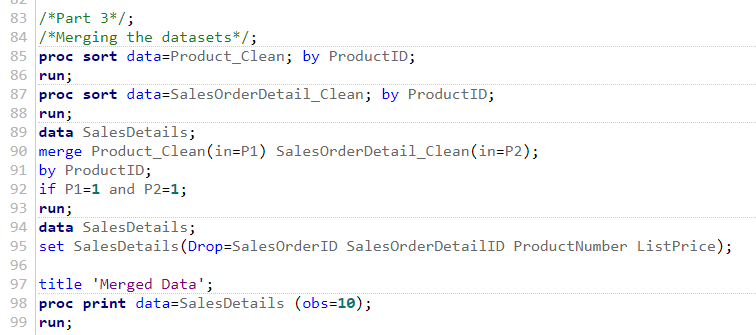 83 /*Part 3*/;
84 /*Merging the datasets*/;
85 proc sort data=Product_Clean; by ProductID;
86 run;
87 proc sort data=SalesOrderDetail_Clean; by ProductID;
88 run;
89 data SalesDetails;
90 merge Product_Clean(in=P1) SalesOrderDetail_Clean(in=P2);
91 by ProductID;
92 if P1=1 and P2=1;
93 run;
94 data SalesDetails;
95 set SalesDetails(Drop=SalesOrderID SalesOrderDetailID ProductNumber ListPrice);
96
97 title 'Merged Data';
98 proc print data=SalesDetails (obs=10);
99 run;